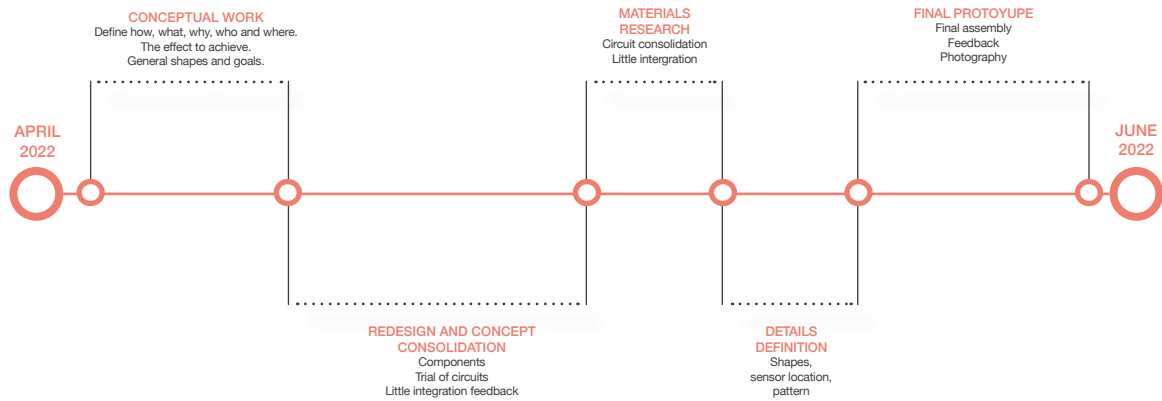 APRIL
2022
CONCEPTUAL WORK
Define how, what, why, who and where.
The effect to achieve.
General shapes and goals.
REDESIGN AND CONCEPT
CONSOLIDATION
Components
Trial of circuits
Little integration feedback
MATERIALS
RESEARCH
Circuit consolidation
Little intergration
DETAILS
DEFINITION
Shapes,
sensor location,
pattern
FINAL PROTOYUPE
Final assembly
Feedback
Photography
JUNE
2022